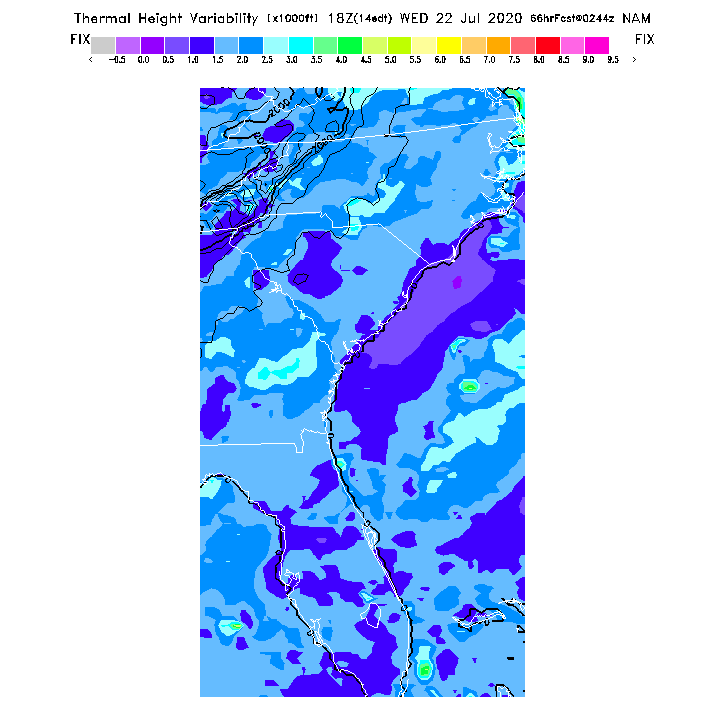 Thermal Height Variability [x1000ft] 18Z(14edt) WED 22 Jul 2020 66hrFcst@0244z NAM
FIX FIX
< -0.5 0.0 0.5 1.0 1.5 2.0 2.5 3.0 3.5 4.0 4.5 5.0 5.5 6.0 6.5 7.0 7.5 8.0 8.5 9.0 9.5 >
2000